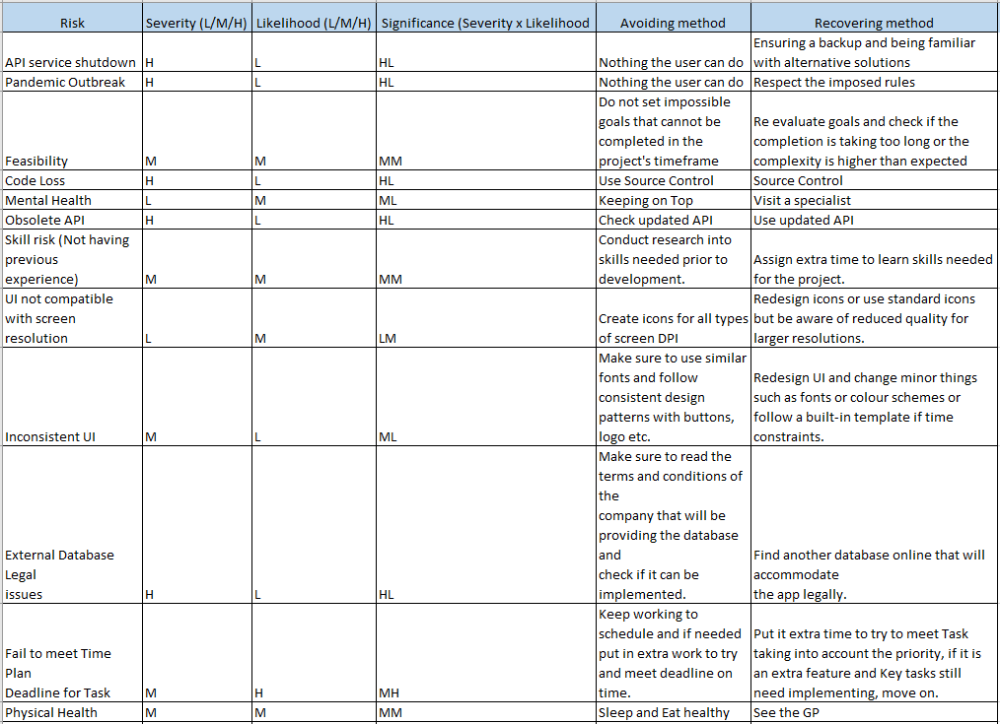 Risk Severity (L/M/H) Likelihood (L/M/H) Significance (Severity x Likelihood Avoiding method Recovering method
API service shutdown H L HL Nothing the user can do Ensuring a backup and being familiar
with alternative solutions
Pandemic Outbreak H L HL Nothing the user can do Respect the imposed rules
Feasibility M M MM Do not set impossible
goals that cannot be
completed in the
project's timeframe
Re evaluate goals and check if the
completion is taking too long or the
complexity is higher than expected
Code Loss H L HL Use Source Control Source Control
Mental Health L M ML Keeping on Top Visit a specialist
Obsolete API H L HL Check updated API Use updated API
Skill risk (Not having
previous
experience) M M MM Conduct research into
skills needed prior to
development.
Assign extra time to learn skills needed
for the project.
UI not compatible
with screen
resolution L M LM Create icons for all types
of screen DPI
Redesign icons or use standard icons
but be aware of reduced quality for
larger resolutions.
Inconsistent UI M L ML Make sure to use similar
fonts and follow
consistent design
patterns with buttons,
logo etc.
Redesign UI and change minor things
such as fonts or colour schemes or
follow a built-in template if time
constraints.
External Database
Legal
issues H L HL Make sure to read the
terms and conditions of
the
company that will be
providing the database
and
check if it can be
implemented.
Find another database online that will
accommodate
the app legally.
Fail to meet Time
Plan
Deadline for Task M H MH Keep working to
schedule and if needed
put in extra work to try
and meet deadline on
time.
Put it extra time to try to meet Task
taking into account the priority, if it is
an extra feature and Key tasks still
need implementing, move on.
Physical Health M M MM Sleep and Eat healthy See the GP